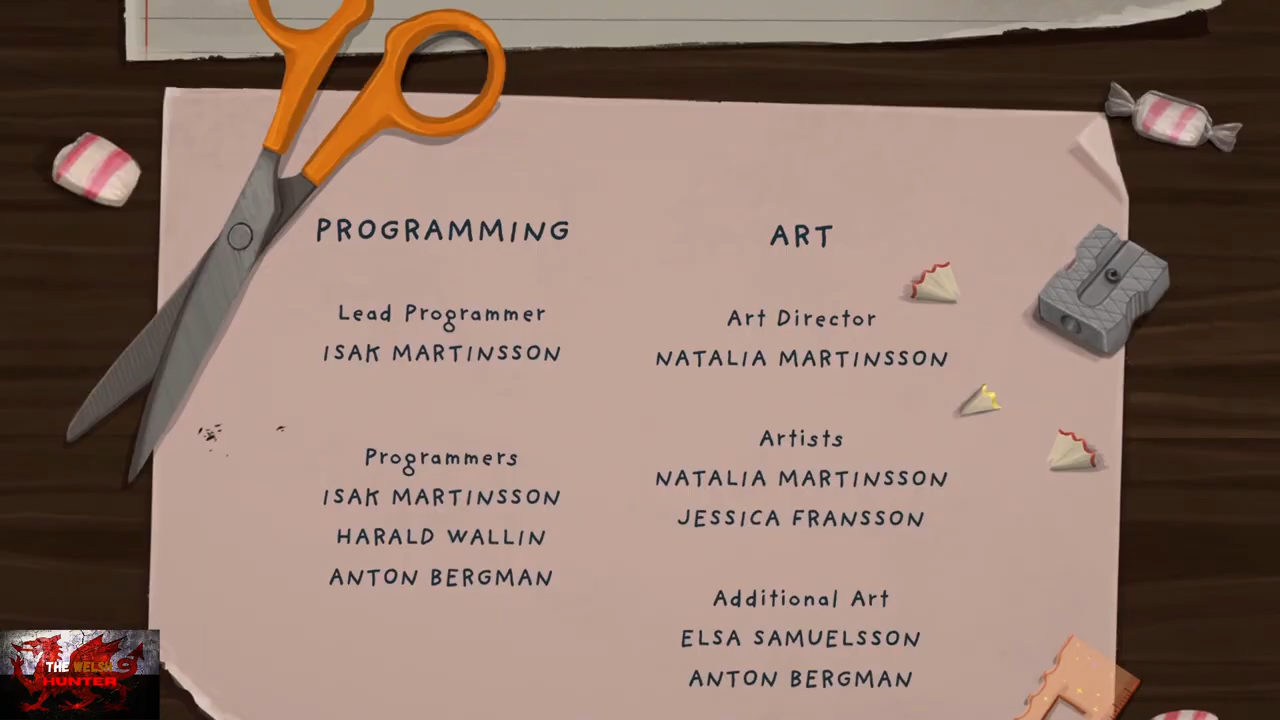 PROGRAMMING
Lead Programmer
ISAK MARTINSSON
Programmers
ISAK MARTINSSON
HARALD WALLIN
ANTON BERGMAN
ART
Art Director
NATALIA MARTINSSON
Artists
NATALIA MARTINSSON
JESSICA FRANSSON
Additional Art
ELSA SAMUELSSON
ANTON BERGMAN
THE WELSH
HUNTER